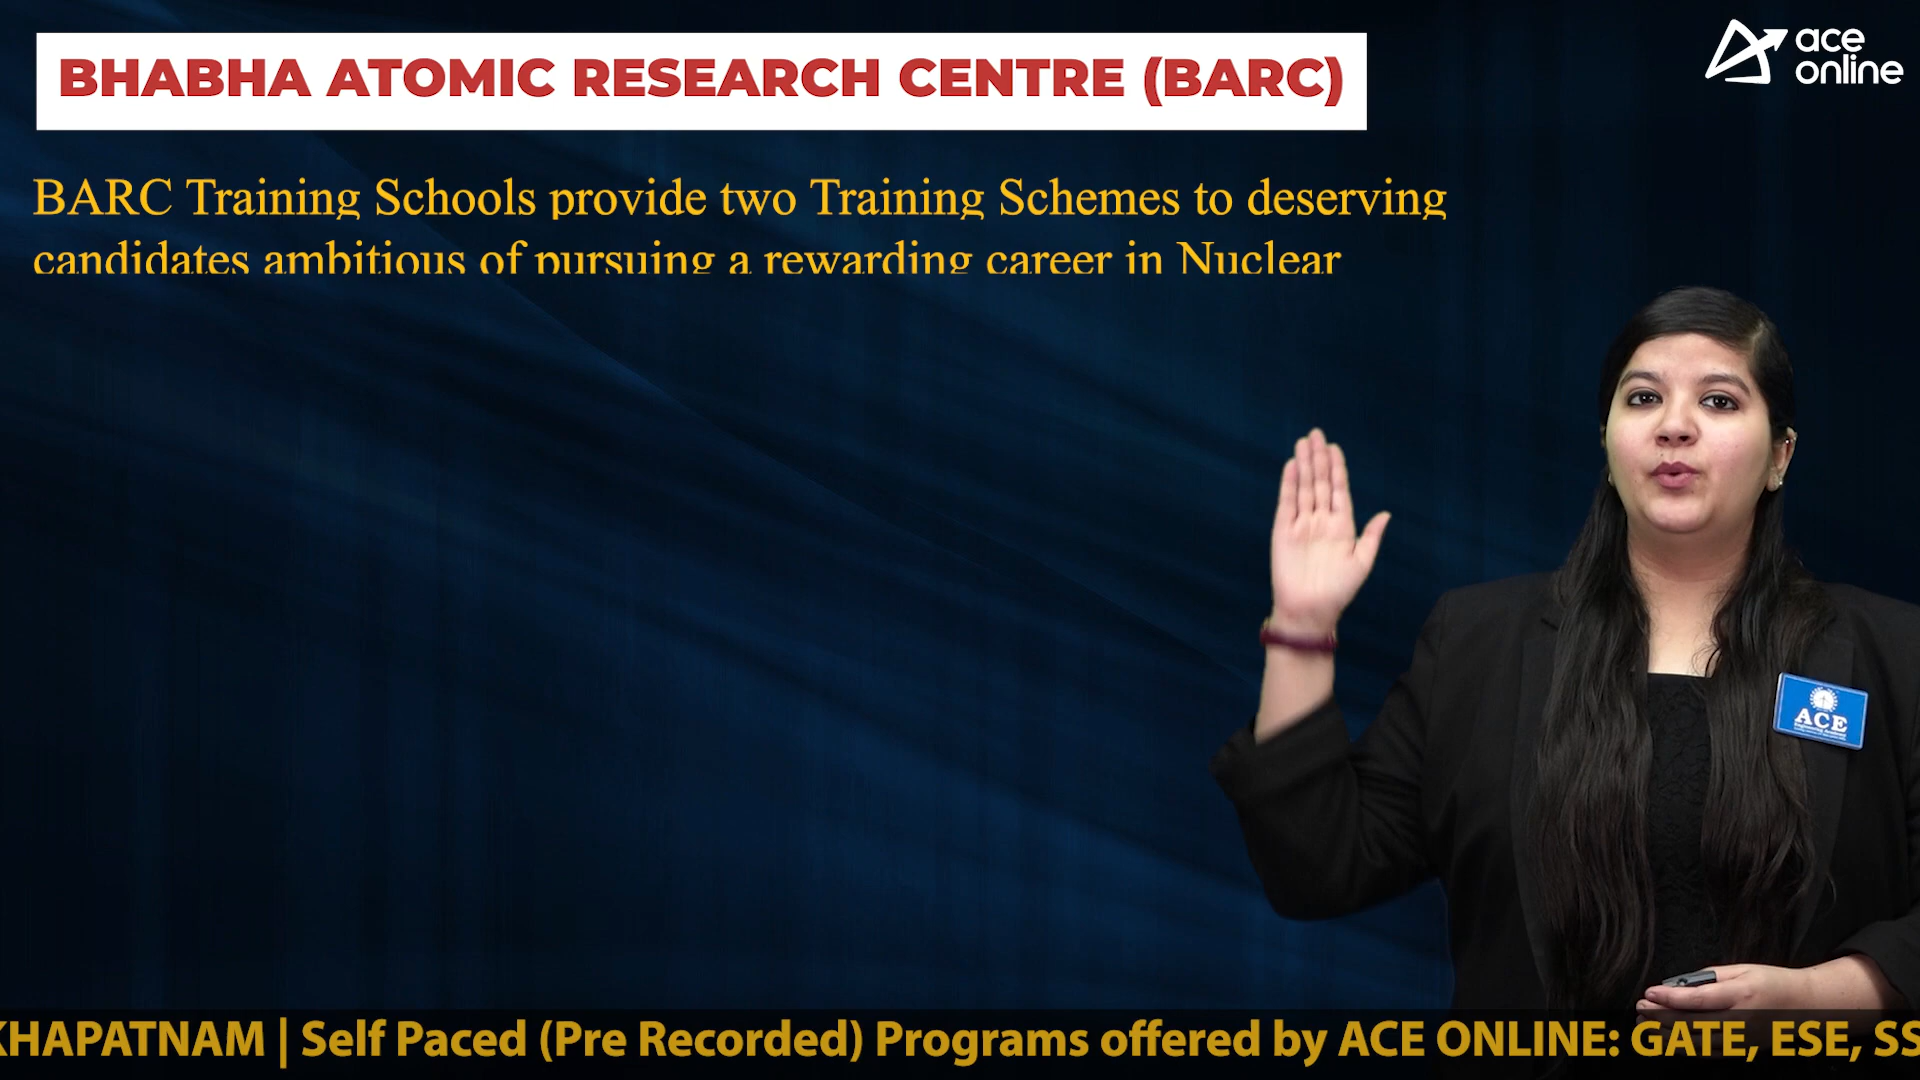 BHABHA ATOMIC RESEARCH CENTRE (BARC)
ace
online
BARC Training Schools provide two Training Schemes to deserving
candidates ambitious of pursuing a rewarding career in Nuclear
ACE
KHAPATNAM | Self Paced (Pre Recorded) Programs offered by ACE ONLINE: GATE, ESE, SS